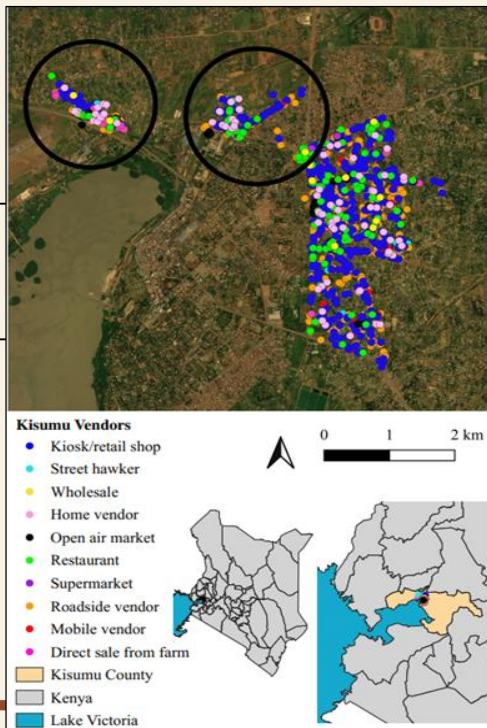 Kisumu Vendors
Kiosk/retail shop
Street hawker
Wholesale
Home vendor
Open air market
Restaurant
Supermarket
Roadside vendor
Mobile vendor
Direct sale from farm
Kisumu County
Kenya
Lake Victoria
0 1 2 km